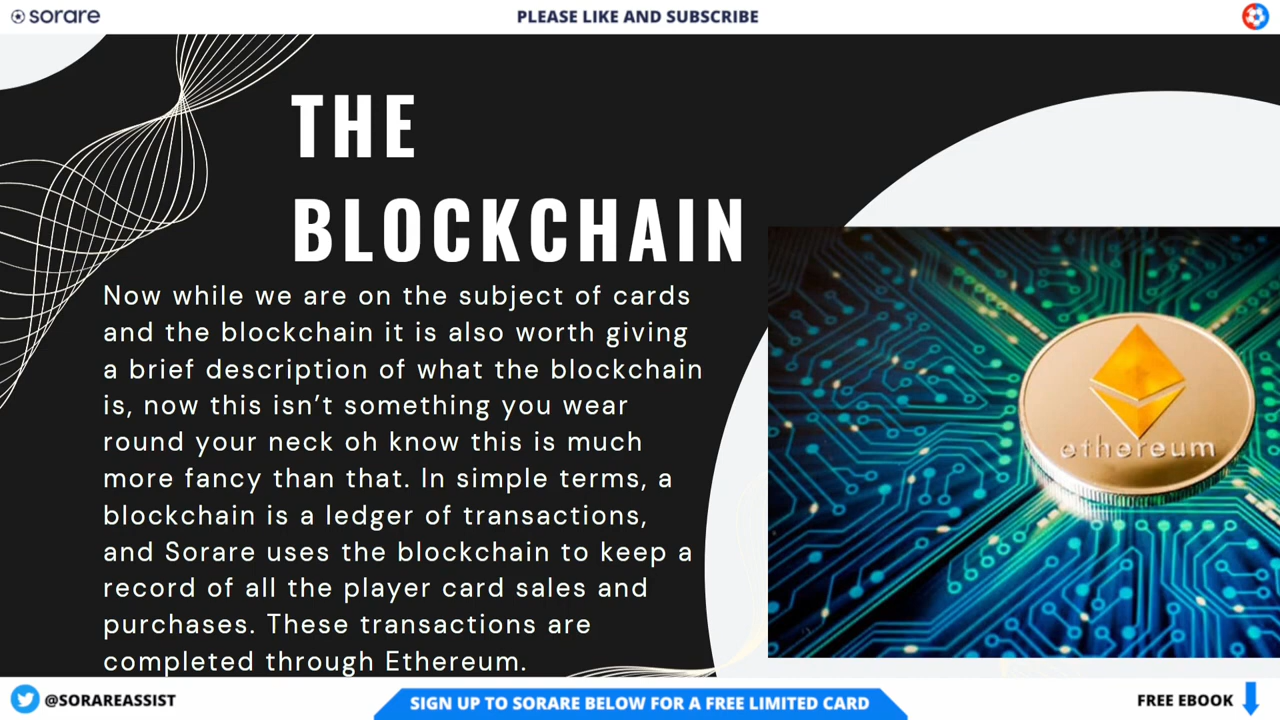 sorare
PLEASE LIKE AND SUBSCRIBE
THE
BLOCKCHAIN
Now while we are on the subject of cards
and the blockchain it is also worth giving
a brief description of what the blockchain
is, now this isn’t something you wear
round your neck oh know this is much
more fancy than that. In simple terms, a
blockchain is a ledger of transactions,
and Sorare uses the blockchain to keep a
record of all the player card sales and
purchases. These transactions are
completed through Ethereum.
ethereum
@SORAREASSIST
SIGN UP TO SORARE BELOW FOR A FREE LIMITED CARD
FREE EBOOK